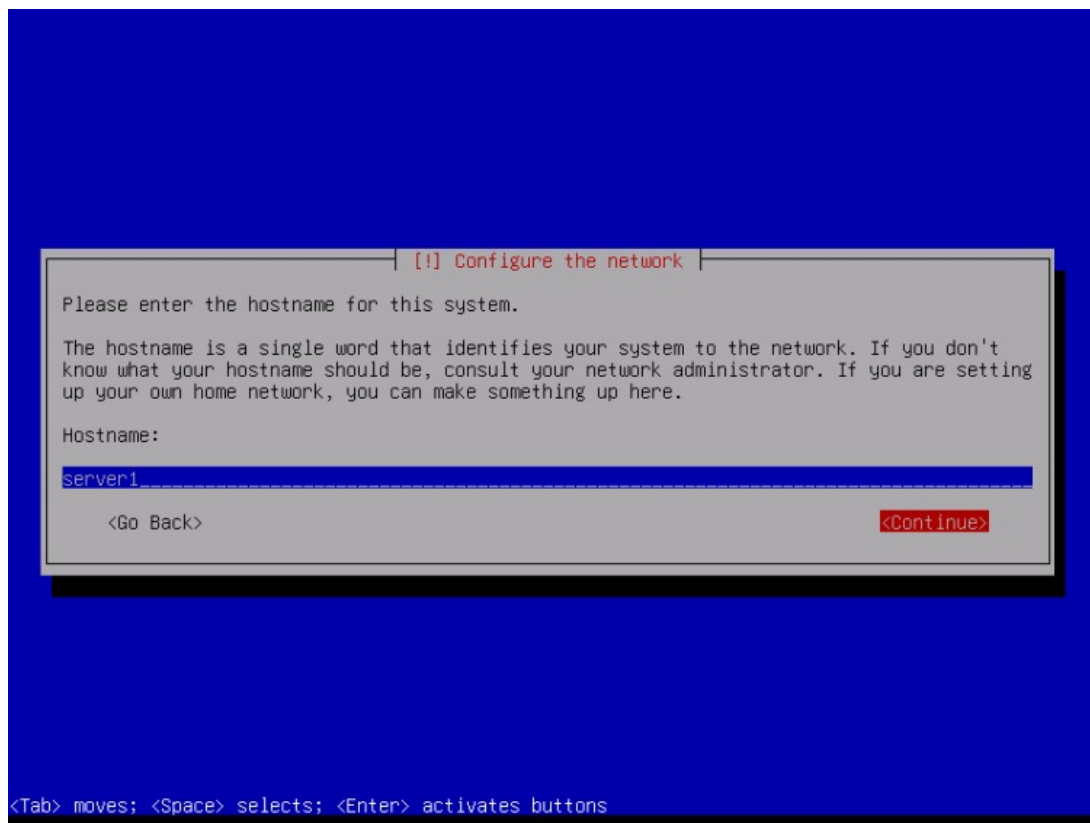 [!] Configure the network
Please enter the hostname for this system.
The hostname is a single word that identifies your system to the network. If you don't
know what your hostname should be, consult your network administrator. If you are setting
up your own home network, you can make something up here.
Hostname:
server1
<Go Back> <Continue>
<Tab> moves; <Space> selects; <Enter> activates buttons